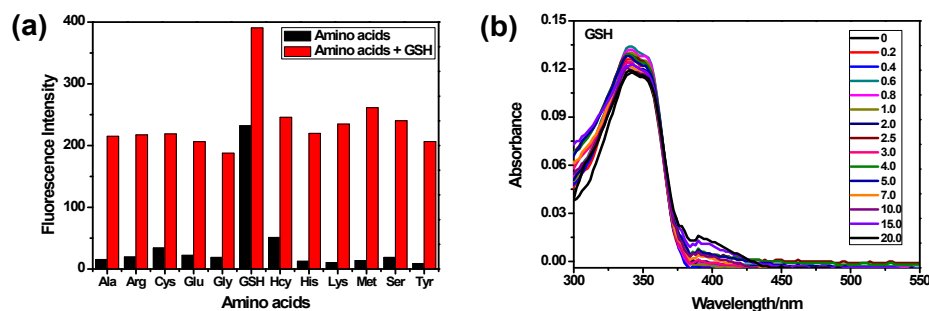 (a)
Amino acids
Amino acids + GSH
Fluorescence Intensity
400
300
200
100
0
Ala Arg Cys Glu Gly GSH Hcy His Lys Met Ser Tyr
Amino acids
(b)
GSH
Absorbance
0.15
0.12
0.09
0.06
0.03
0.00
300 350 400 450 500 550
Wavelength/nm
0
0.2
0.4
0.6
0.8
1.0
2.0
2.5
3.0
4.0
5.0
7.0
10.0
15.0
20.0